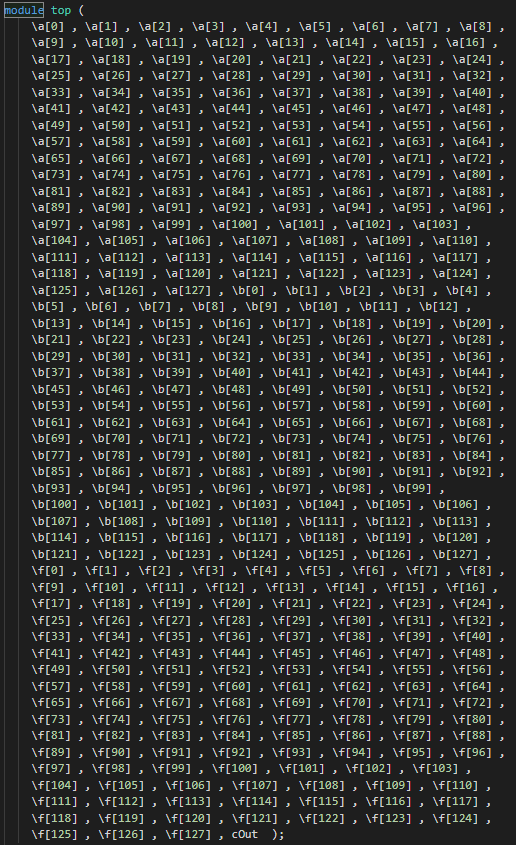 module top (
\a[0] , \a[1] , \a[2] , \a[3] , \a[4] , \a[5] , \a[6] , \a[7] , \a[8] ,
\a[9] , \a[10] , \a[11] , \a[12] , \a[13] , \a[14] , \a[15] , \a[16] ,
\a[17] , \a[18] , \a[19] , \a[20] , \a[21] , \a[22] , \a[23] , \a[24] ,
\a[25] , \a[26] , \a[27] , \a[28] , \a[29] , \a[30] , \a[31] , \a[32] ,
\a[33] , \a[34] , \a[35] , \a[36] , \a[37] , \a[38] , \a[39] , \a[40] ,
\a[41] , \a[42] , \a[43] , \a[44] , \a[45] , \a[46] , \a[47] , \a[48] ,
\a[49] , \a[50] , \a[51] , \a[52] , \a[53] , \a[54] , \a[55] , \a[56] ,
\a[57] , \a[58] , \a[59] , \a[60] , \a[61] , \a[62] , \a[63] , \a[64] ,
\a[65] , \a[66] , \a[67] , \a[68] , \a[69] , \a[70] , \a[71] , \a[72] ,
\a[73] , \a[74] , \a[75] , \a[76] , \a[77] , \a[78] , \a[79] , \a[80] ,
\a[81] , \a[82] , \a[83] , \a[84] , \a[85] , \a[86] , \a[87] , \a[88] ,
\a[89] , \a[90] , \a[91] , \a[92] , \a[93] , \a[94] , \a[95] , \a[96] ,
\a[97] , \a[98] , \a[99] , \a[100] , \a[101] , \a[102] , \a[103] ,
\a[104] , \a[105] , \a[106] , \a[107] , \a[108] , \a[109] , \a[110] ,
\a[111] , \a[112] , \a[113] , \a[114] , \a[115] , \a[116] , \a[117] ,
\a[118] , \a[119] , \a[120] , \a[121] , \a[122] , \a[123] , \a[124] ,
\a[125] , \a[126] , \a[127] , \b[0] , \b[1] , \b[2] , \b[3] , \b[4] ,
\b[5] , \b[6] , \b[7] , \b[8] , \b[9] , \b[10] , \b[11] , \b[12] ,
\b[13] , \b[14] , \b[15] , \b[16] , \b[17] , \b[18] , \b[19] , \b[20] ,
\b[21] , \b[22] , \b[23] , \b[24] , \b[25] , \b[26] , \b[27] , \b[28] ,
\b[29] , \b[30] , \b[31] , \b[32] , \b[33] , \b[34] , \b[35] , \b[36] ,
\b[37] , \b[38] , \b[39] , \b[40] , \b[41] , \b[42] , \b[43] , \b[44] ,
\b[45] , \b[46] , \b[47] , \b[48] , \b[49] , \b[50] , \b[51] , \b[52] ,
\b[53] , \b[54] , \b[55] , \b[56] , \b[57] , \b[58] , \b[59] , \b[60] ,
\b[61] , \b[62] , \b[63] , \b[64] , \b[65] , \b[66] , \b[67] , \b[68] ,
\b[69] , \b[70] , \b[71] , \b[72] , \b[73] , \b[74] , \b[75] , \b[76] ,
\b[77] , \b[78] , \b[79] , \b[80] , \b[81] , \b[82] , \b[83] , \b[84] ,
\b[85] , \b[86] , \b[87] , \b[88] , \b[89] , \b[90] , \b[91] , \b[92] ,
\b[93] , \b[94] , \b[95] , \b[96] , \b[97] , \b[98] , \b[99] ,
\b[100] , \b[101] , \b[102] , \b[103] , \b[104] , \b[105] , \b[106] ,
\b[107] , \b[108] , \b[109] , \b[110] , \b[111] , \b[112] , \b[113] ,
\b[114] , \b[115] , \b[116] , \b[117] , \b[118] , \b[119] , \b[120] ,
\b[121] , \b[122] , \b[123] , \b[124] , \b[125] , \b[126] , \b[127] ,
\f[0] , \f[1] , \f[2] , \f[3] , \f[4] , \f[5] , \f[6] , \f[7] , \f[8] ,
\f[9] , \f[10] , \f[11] , \f[12] , \f[13] , \f[14] , \f[15] , \f[16] ,
\f[17] , \f[18] , \f[19] , \f[20] , \f[21] , \f[22] , \f[23] , \f[24] ,
\f[25] , \f[26] , \f[27] , \f[28] , \f[29] , \f[30] , \f[31] , \f[32] ,
\f[33] , \f[34] , \f[35] , \f[36] , \f[37] , \f[38] , \f[39] , \f[40] ,
\f[41] , \f[42] , \f[43] , \f[44] , \f[45] , \f[46] , \f[47] , \f[48] ,
\f[49] , \f[50] , \f[51] , \f[52] , \f[53] , \f[54] , \f[55] , \f[56] ,
\f[57] , \f[58] , \f[59] , \f[60] , \f[61] , \f[62] , \f[63] , \f[64] ,
\f[65] , \f[66] , \f[67] , \f[68] , \f[69] , \f[70] , \f[71] , \f[72] ,
\f[73] , \f[74] , \f[75] , \f[76] , \f[77] , \f[78] , \f[79] , \f[80] ,
\f[81] , \f[82] , \f[83] , \f[84] , \f[85] , \f[86] , \f[87] , \f[88] ,
\f[89] , \f[90] , \f[91] , \f[92] , \f[93] , \f[94] , \f[95] , \f[96] ,
\f[97] , \f[98] , \f[99] , \f[100] , \f[101] , \f[102] , \f[103] ,
\f[104] , \f[105] , \f[106] , \f[107] , \f[108] , \f[109] , \f[110] ,
\f[111] , \f[112] , \f[113] , \f[114] , \f[115] , \f[116] , \f[117] ,
\f[118] , \f[119] , \f[120] , \f[121] , \f[122] , \f[123] , \f[124] ,
\f[125] , \f[126] , \f[127] , cOut  );